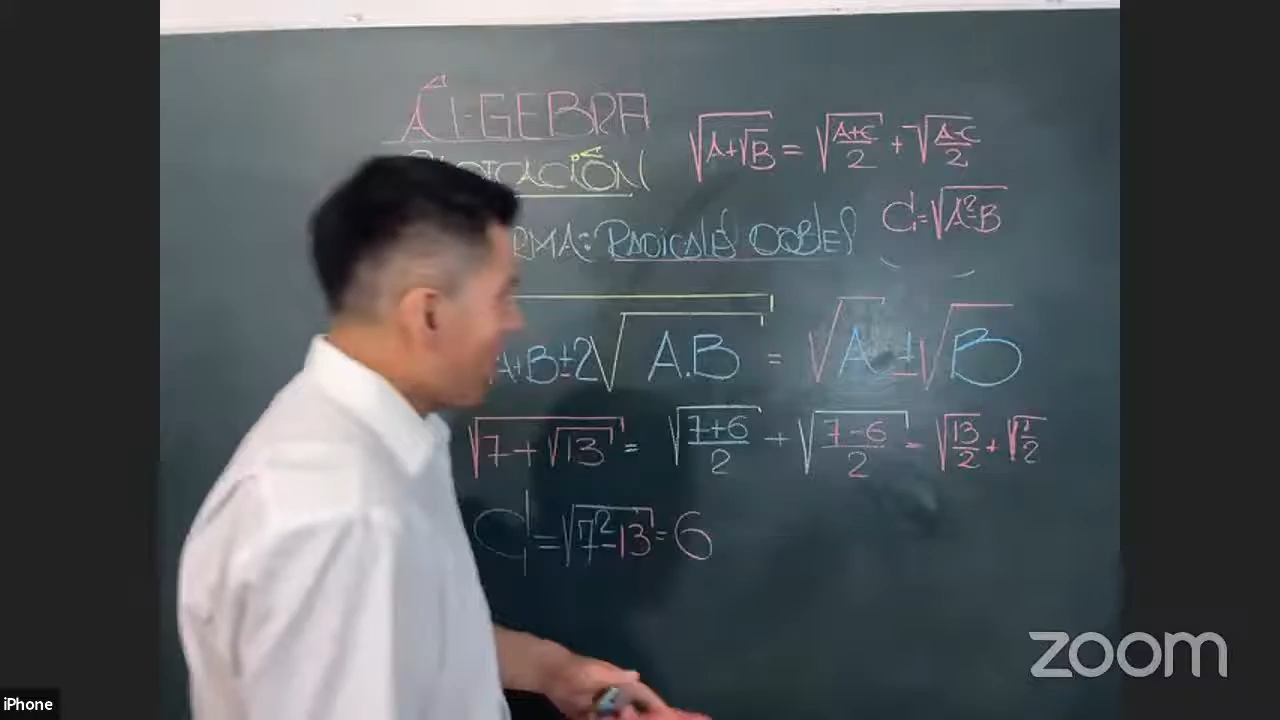 ÁLGEBRA
√(A+√B) = √((A+C)/2) + √((A-C)/2)
RMA: RADICALES DOBLES
C = √(A²-B)
A+B±2√(A.B) = √A ± √B
√(7+√13) = √((7+6)/2) + √((7-6)/2) = √(13/2) + √(1/2)
C = √(7²-13) = 6
zoom
iPhone